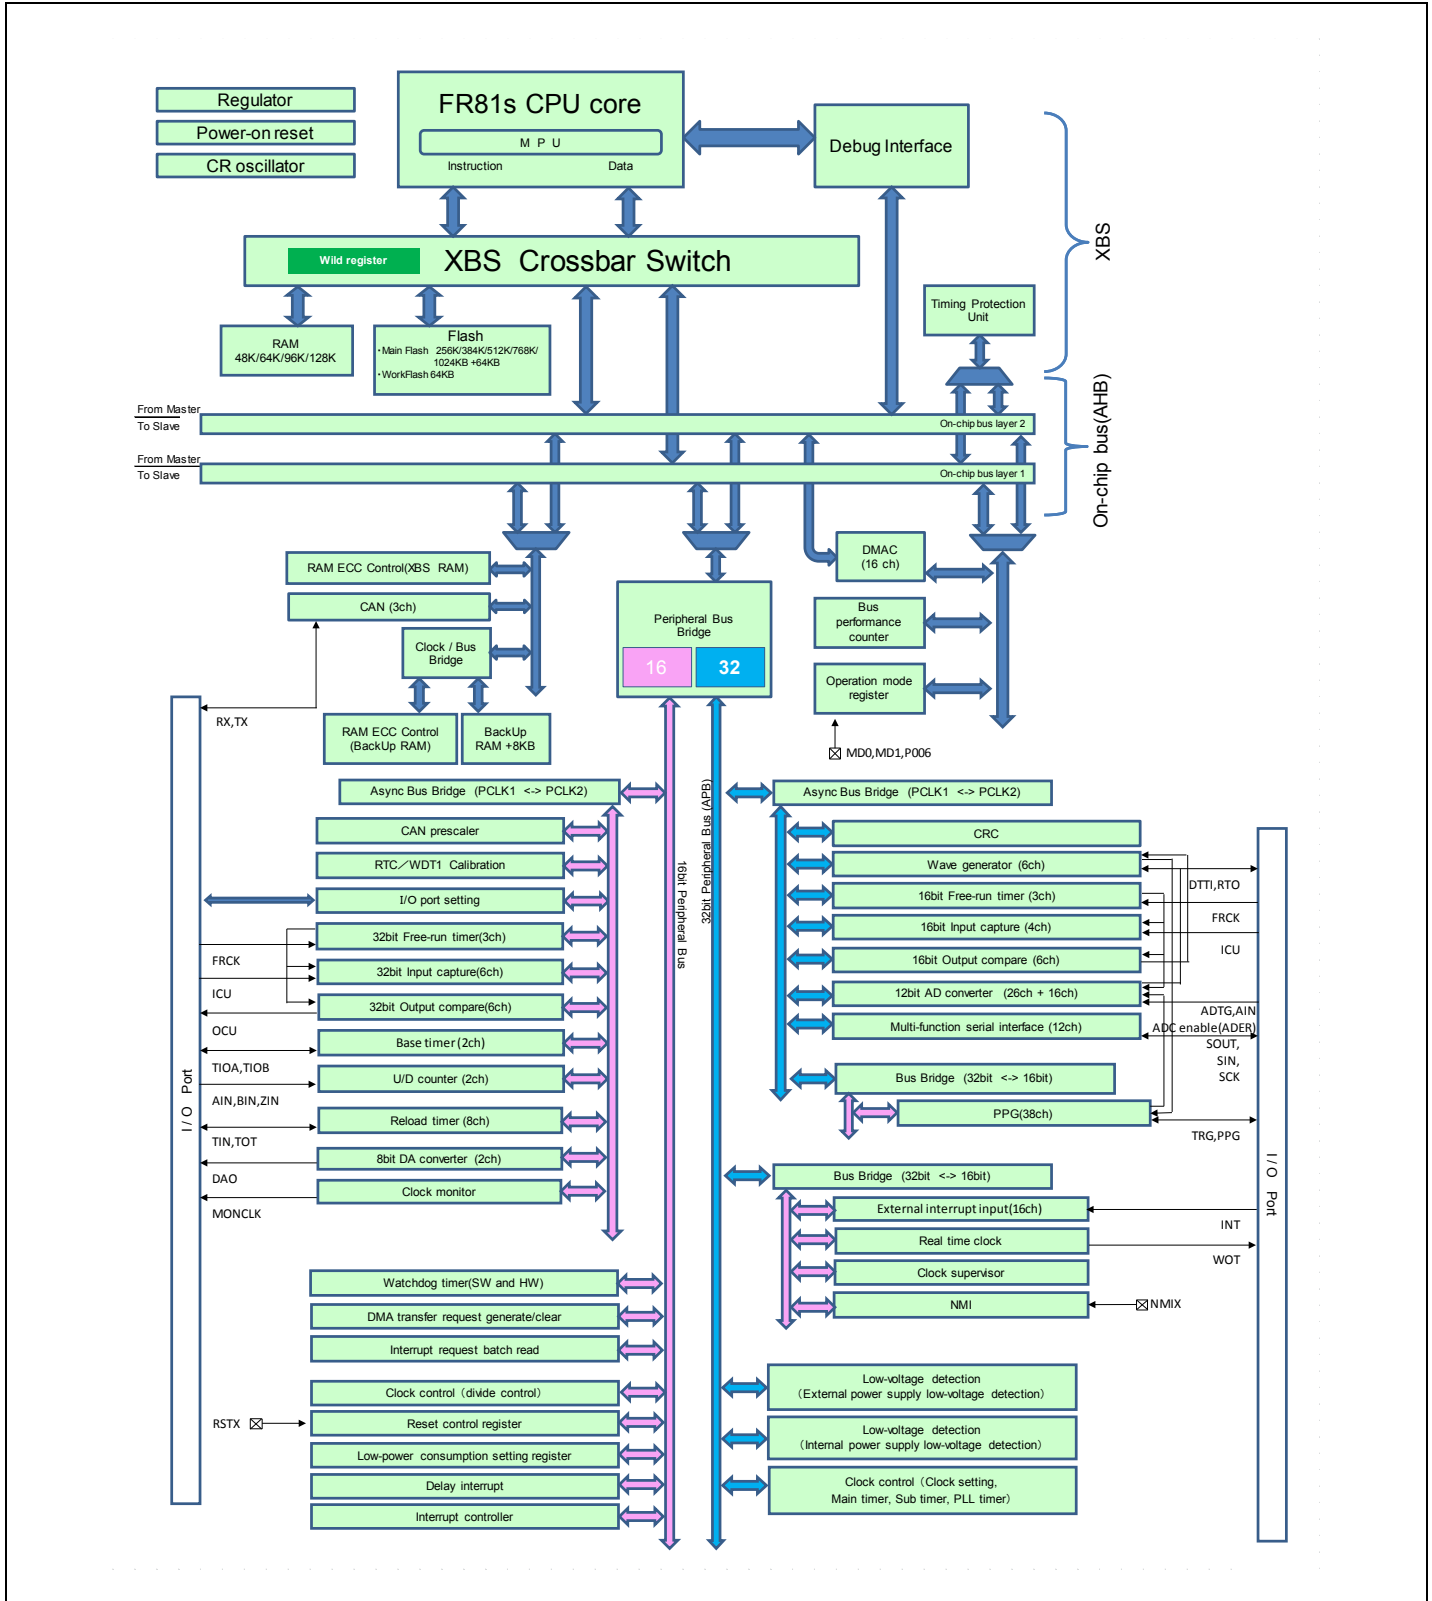 Regulator
Power-on reset
CR oscillator
FR81s CPU core
M P U
Instruction Data
Debug Interface
XBS
Wild register
XBS Crossbar Switch
Timing Protection
Unit
RAM
48K/64K/96K/128K
Flash
・Main Flash 256K/384K/512K/768K/
1024KB +64KB
・WorkFlash 64KB
On-chip bus(AHB)
From Master
To Slave
On-chip bus layer 2
From Master
To Slave
On-chip bus layer 1
RAM ECC Control(XBS RAM)
CAN (3ch)
Clock / Bus
Bridge
RX,TX
RAM ECC Control
(BackUp RAM)
BackUp
RAM +8KB
Peripheral Bus
Bridge
16
32
DMAC
(16 ch)
Bus
performance
counter
Operation mode
register
MD0,MD1,P006
16bit Peripheral Bus
32bit Peripheral Bus (APB)
Async Bus Bridge (PCLK1 <-> PCLK2)
CAN prescaler
RTC／WDT1 Calibration
I/O port setting
32bit Free-run timer(3ch)
FRCK
32bit Input capture(6ch)
ICU
32bit Output compare(6ch)
OCU
Base timer (2ch)
TIOA,TIOB
U/D counter (2ch)
AIN,BIN,ZIN
Reload timer (8ch)
TIN,TOT
8bit DA converter (2ch)
DAO
Clock monitor
MONCLK
I / O Port
Watchdog timer(SW and HW)
DMA transfer request generate/clear
Interrupt request batch read
Clock control（divide control）
RSTX
Reset control register
Low-power consumption setting register
Delay interrupt
Interrupt controller
Async Bus Bridge (PCLK1 <-> PCLK2)
CRC
Wave generator (6ch)
DTTI,RTO
16bit Free-run timer (3ch)
FRCK
16bit Input capture (4ch)
ICU
16bit Output compare (6ch)
12bit AD converter (26ch + 16ch)
ADTG,AIN
ADC enable(ADER)
Multi-function serial interface (12ch)
SOUT,
SIN,
SCK
Bus Bridge (32bit <-> 16bit)
PPG(38ch)
TRG,PPG
I / O Port
Bus Bridge (32bit <-> 16bit)
External interrupt input(16ch)
INT
Real time clock
WOT
Clock supervisor
NMI
NMIX
Low-voltage detection
（External power supply low-voltage detection）
Low-voltage detection
（Internal power supply low-voltage detection）
Clock control（Clock setting,
Main timer, Sub timer, PLL timer）